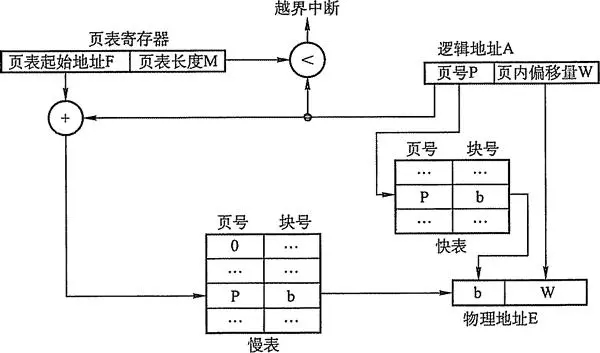 越界中断
页表寄存器
页表起始地址F 页表长度M
<
逻辑地址A
页号P 页内偏移量W
+
页号 块号
… …
P b
… …
快表
页号 块号
0 …
… …
P b
… …
慢表
b W
物理地址E